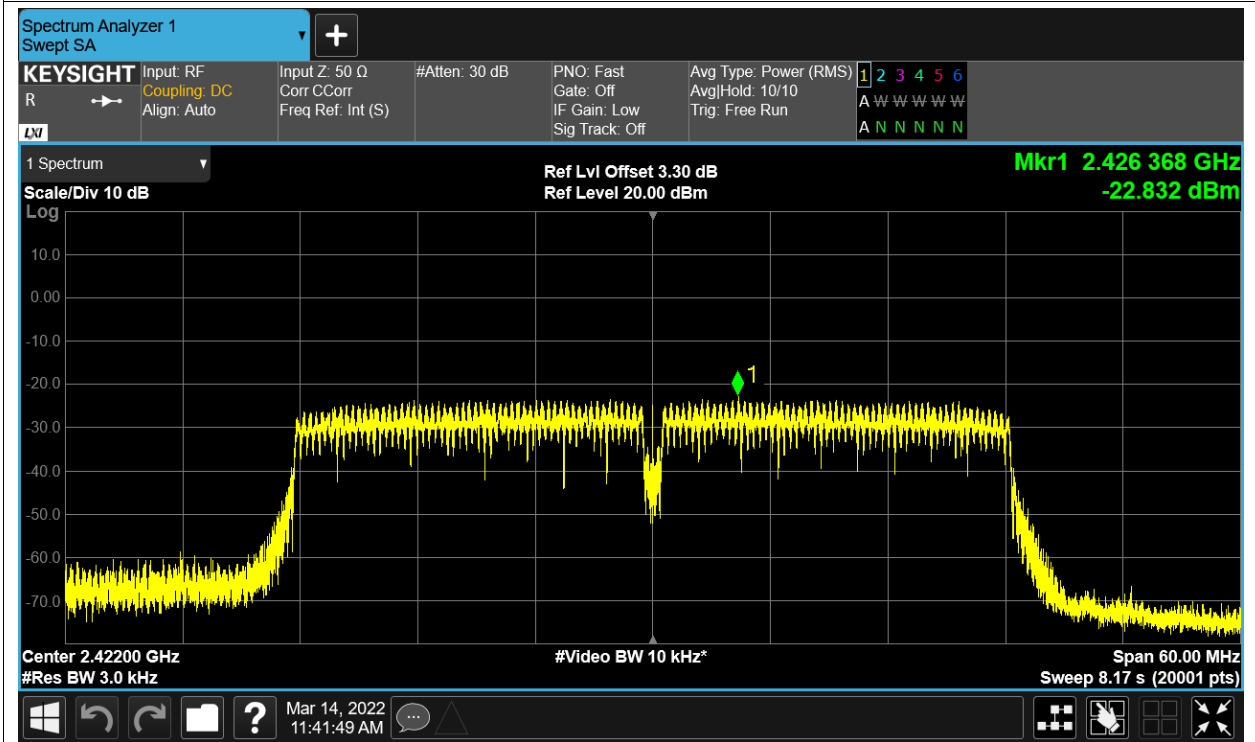 Spectrum Analyzer 1
Swept SA
+
KEYSIGHT
R
LXI
Input: RF
Coupling: DC
Align: Auto
Input Z: 50 Ω
Corr CCorr
Freq Ref: Int (S)
#Atten: 30 dB
PNO: Fast
Gate: Off
IF Gain: Low
Sig Track: Off
Avg Type: Power (RMS)
Avg|Hold: 10/10
Trig: Free Run
1 2 3 4 5 6
A W W W W W
A N N N N N
1 Spectrum
Scale/Div 10 dB
Log
Ref Lvl Offset 3.30 dB
Ref Level 20.00 dBm
Mkr1 2.426 368 GHz
-22.832 dBm
10.0
0.00
-10.0
-20.0
-30.0
-40.0
-50.0
-60.0
-70.0
1
Center 2.42200 GHz
#Res BW 3.0 kHz
#Video BW 10 kHz*
Span 60.00 MHz
Sweep 8.17 s (20001 pts)
?
Mar 14, 2022
11:41:49 AM